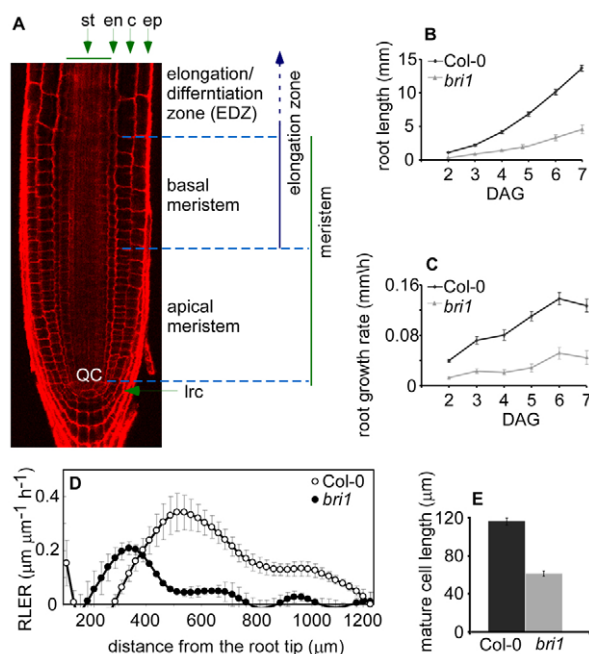 A
st en c ep
elongation/
differntiation
zone (EDZ)
basal
meristem
apical
meristem
QC
lrc
elongation zone
meristem
B
Col-0
bri1
root length
(mm)
15
10
5
0
2 3 4 5 6 7
DAG
C
Col-0
bri1
root growth rate (mm\h)
0.16
0.08
0
2 3 4 5 6 7
DAG
D
Col-0
bri1
RLER (μm μm⁻¹ h⁻¹)
0.4
0.2
0
200 400 600 800 1000 1200
distance from the root tip (μm)
E
mature cell length (μm)
120
60
0
Col-0 bri1